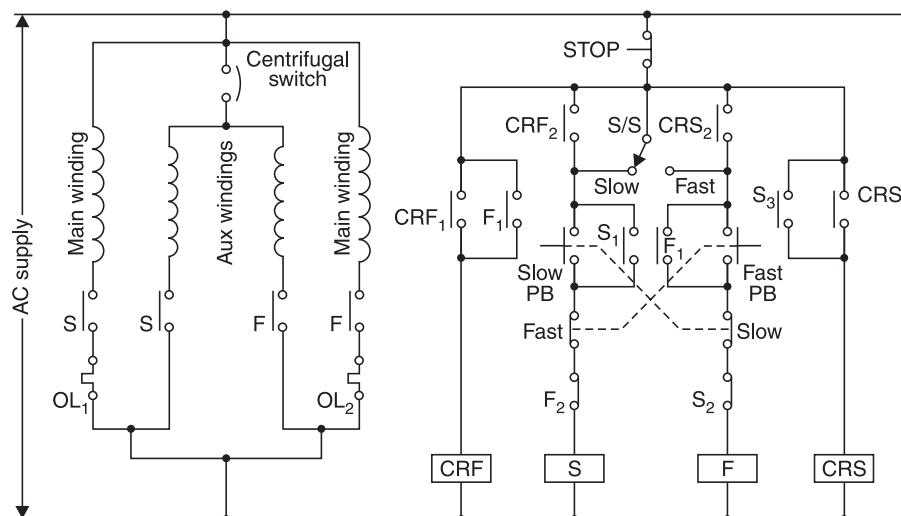 AC supply
Main winding
Centrifugal
switch
Aux windings
Main winding
S
S
F
F
OL1
OL2
STOP
CRF2
S/S
CRS2
Slow
Fast
CRF1
F1
S1
F1
S3
CRS
Slow
PB
Fast
PB
Fast
Slow
F2
S2
CRF
S
F
CRS